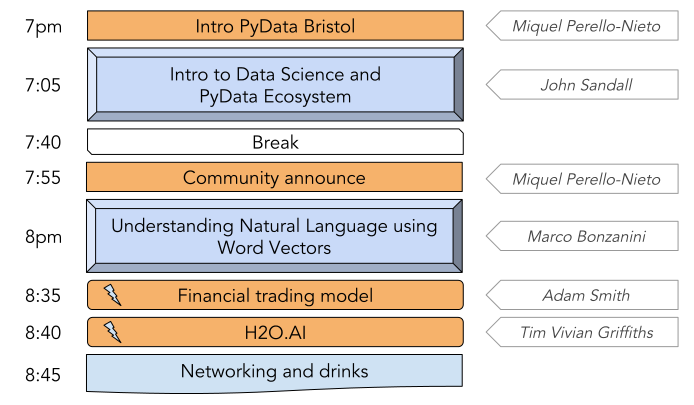 7pm Intro PyData Bristol Miquel Perello-Nieto
7:05 Intro to Data Science and John Sandall
PyData Ecosystem
7:40 Break
7:55 Community announce Miquel Perello-Nieto
8pm Understanding Natural Language using Marco Bonzanini
Word Vectors
8:35 Financial trading model Adam Smith
8:40 H2O.AI Tim Vivian Griffiths
8:45 Networking and drinks